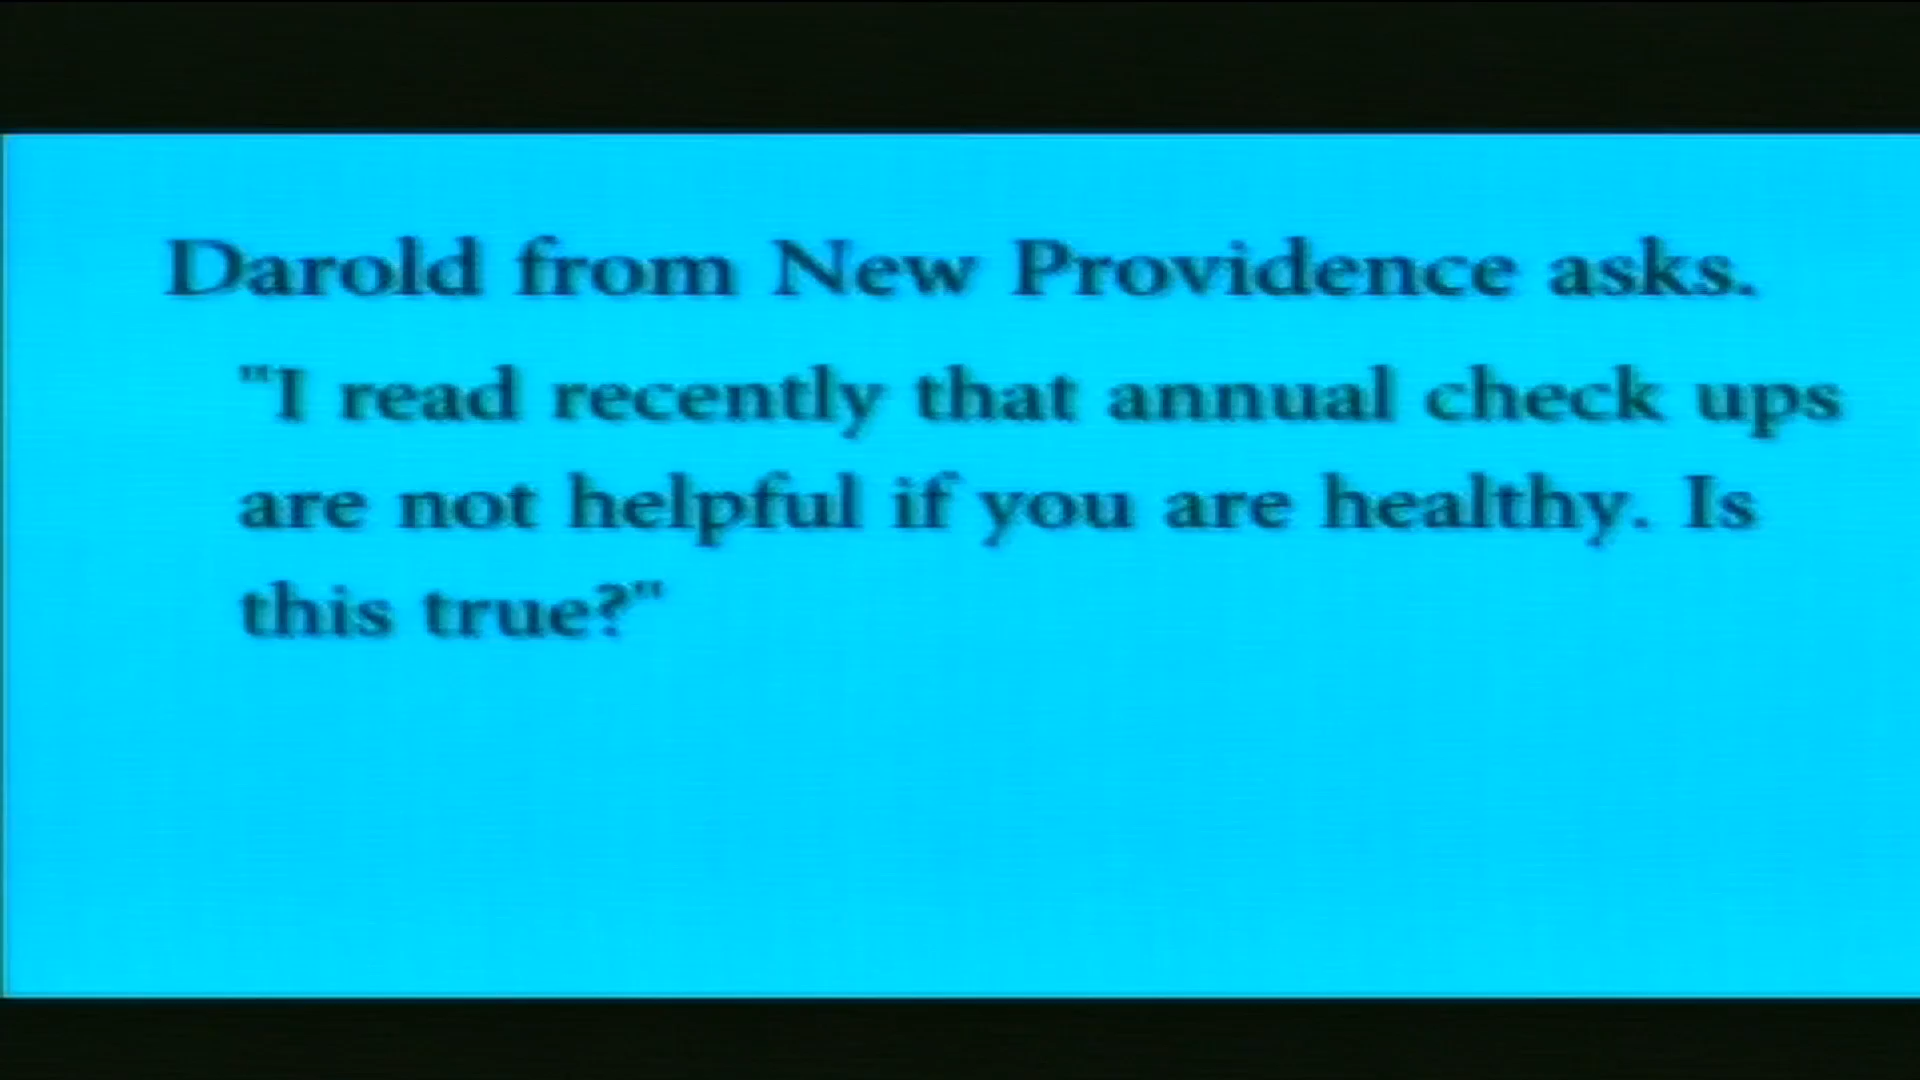 Darold from New Providence asks.
"I read recently that annual check ups
are not helpful if you are healthy. Is
this true?"